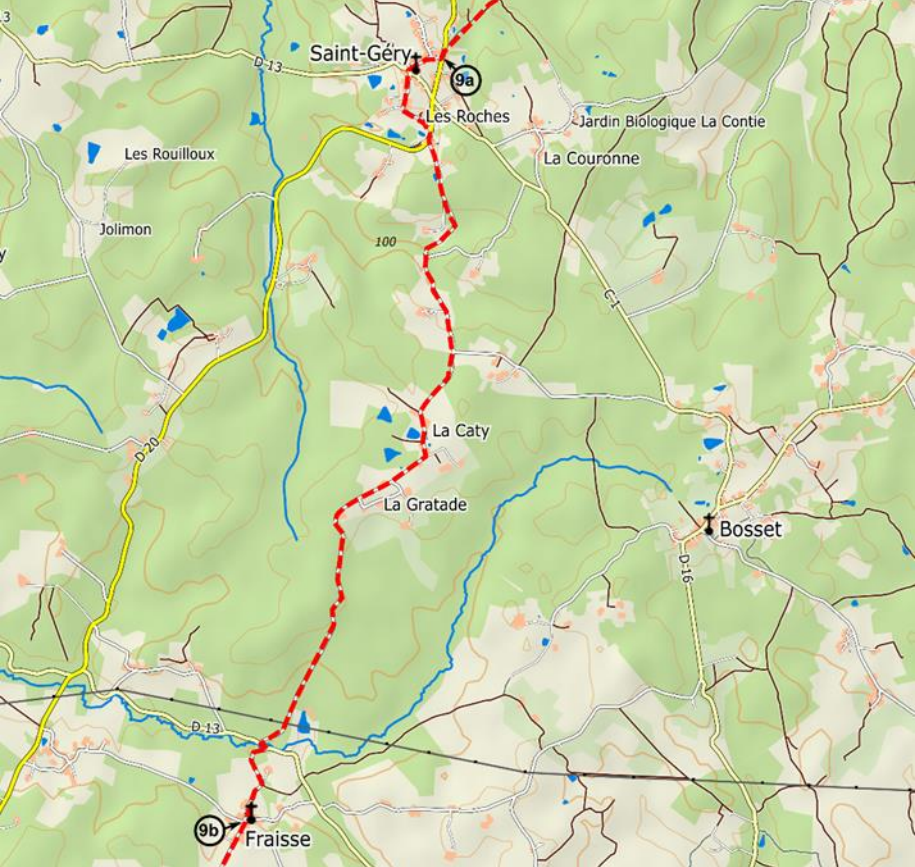 .3
Saint-Géry
D 13
9a
Les Roches
Jardin Biologique La Contie
Les Rouilloux
La Couronne
Jolimon
100
y
C 1
La Caty
D 20
La Gratade
Bosset
D 16
D 13
9b
Fraisse